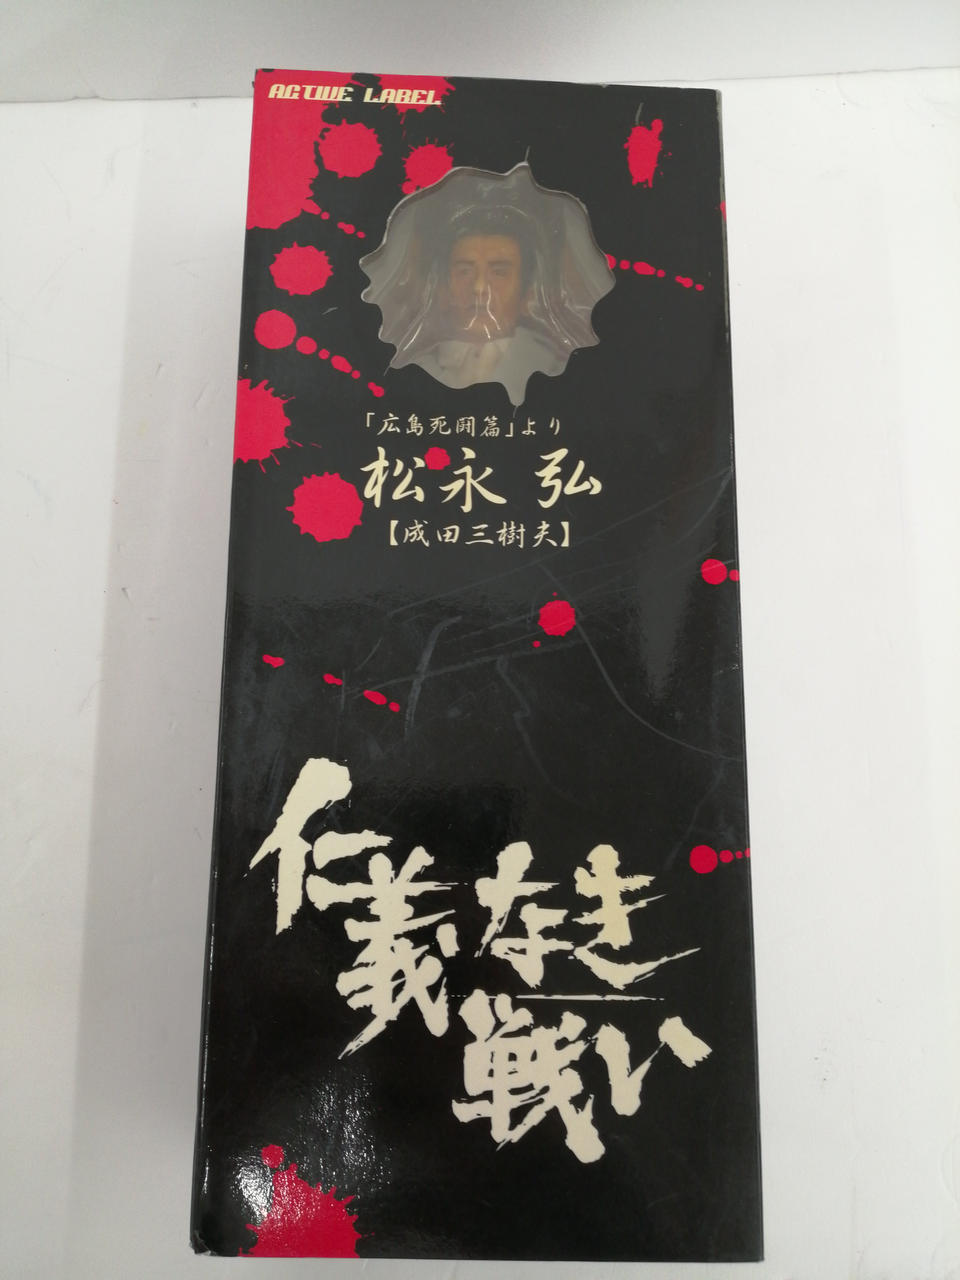 ACTIVE LABEL
「広島死闘篇」より
松永 弘
【成田三樹夫】
仁義なき
戦い